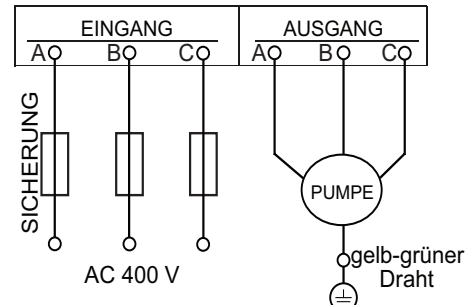 EINGANG
AUSGANG
A B C
A B C
SICHERUNG
PUMPE
AC 400 V
gelb-grüner
Draht